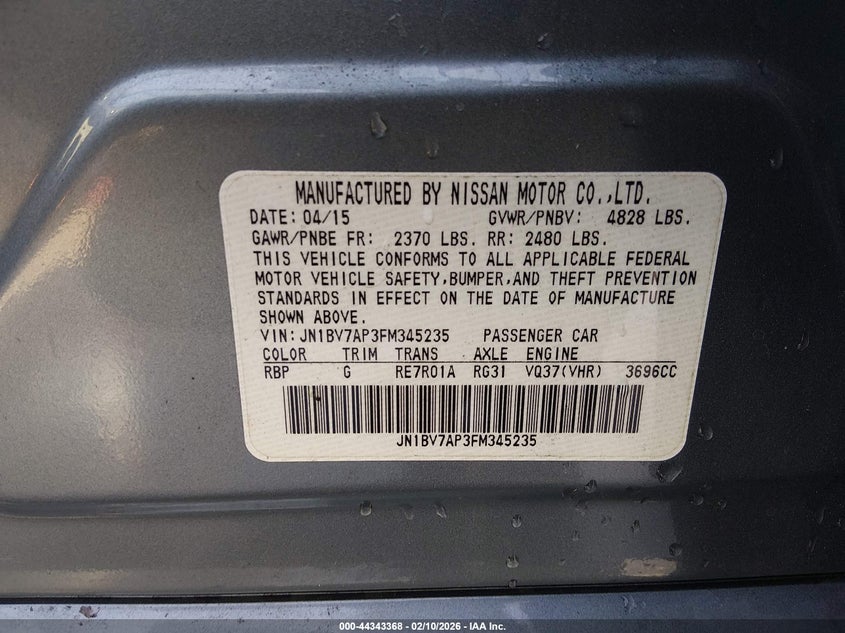 MANUFACTURED BY NISSAN MOTOR CO.,LTD.
DATE: 04/15 GVWR/PNBV: 4828 LBS.
GAWR/PNBE FR: 2370 LBS. RR: 2480 LBS.
THIS VEHICLE CONFORMS TO ALL APPLICABLE FEDERAL
MOTOR VEHICLE SAFETY,BUMPER,AND THEFT PREVENTION
STANDARDS IN EFFECT ON THE DATE OF MANUFACTURE
SHOWN ABOVE.
VIN: JN1BV7AP3FM345235 PASSENGER CAR
COLOR TRIM TRANS AXLE ENGINE
RBP G RE7R01A RG31 VQ37(VHR) 3696CC
JN1BV7AP3FM345235
000-44343368 - 02/10/2026 - IAA Inc.